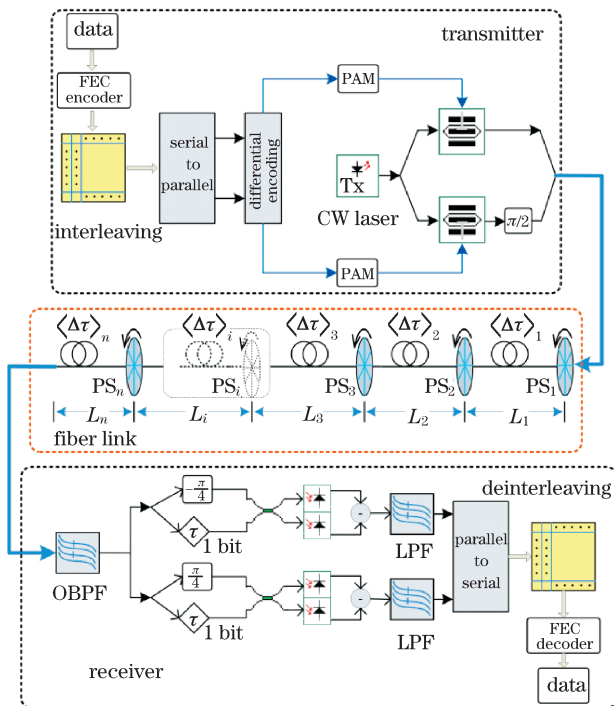 data
transmitter
FEC
encoder
PAM
serial
to
parallel
differential
encoding
Tx
CW laser
π/2
interleaving
PAM
⟨Δτ⟩n
⟨Δτ⟩i
⟨Δτ⟩3
⟨Δτ⟩2
⟨Δτ⟩1
PSn
PSi
PS3
PS2
PS1
Ln
Li
L3
L2
L1
fiber link
deinterleaving
-π/4
τ
1 bit
-
LPF
OBPF
parallel
to
serial
π/4
τ
1 bit
-
LPF
FEC
decoder
receiver
data